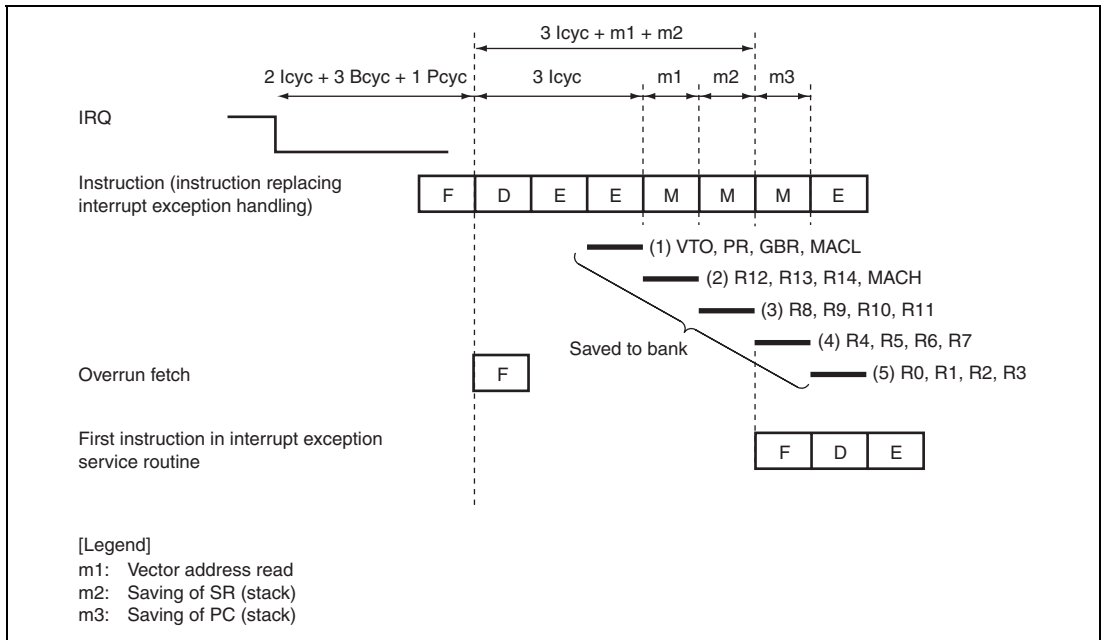 3 Icyc + m1 + m2
2 Icyc + 3 Bcyc + 1 Pcyc
3 Icyc
m1
m2
m3
IRQ
Instruction (instruction replacing
interrupt exception handling)
F D E E M M M E
(1) VTO, PR, GBR, MACL
(2) R12, R13, R14, MACH
(3) R8, R9, R10, R11
(4) R4, R5, R6, R7
(5) R0, R1, R2, R3
Saved to bank
Overrun fetch
F
First instruction in interrupt exception
service routine
F D E
[Legend]
m1: Vector address read
m2: Saving of SR (stack)
m3: Saving of PC (stack)